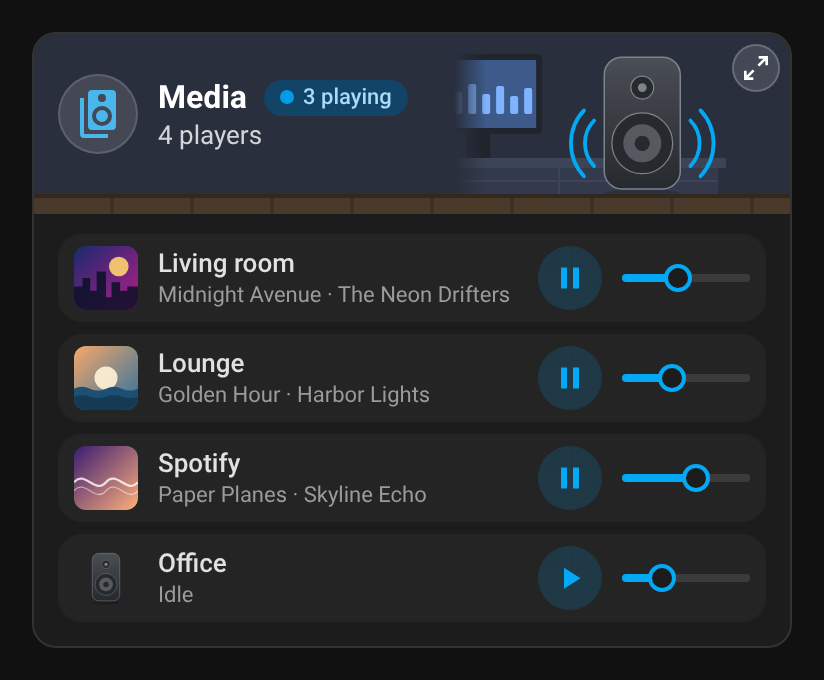 Media
3 playing
4 players
Living room
Midnight Avenue · The Neon Drifters
Lounge
Golden Hour · Harbor Lights
Spotify
Paper Planes · Skyline Echo
Office
Idle